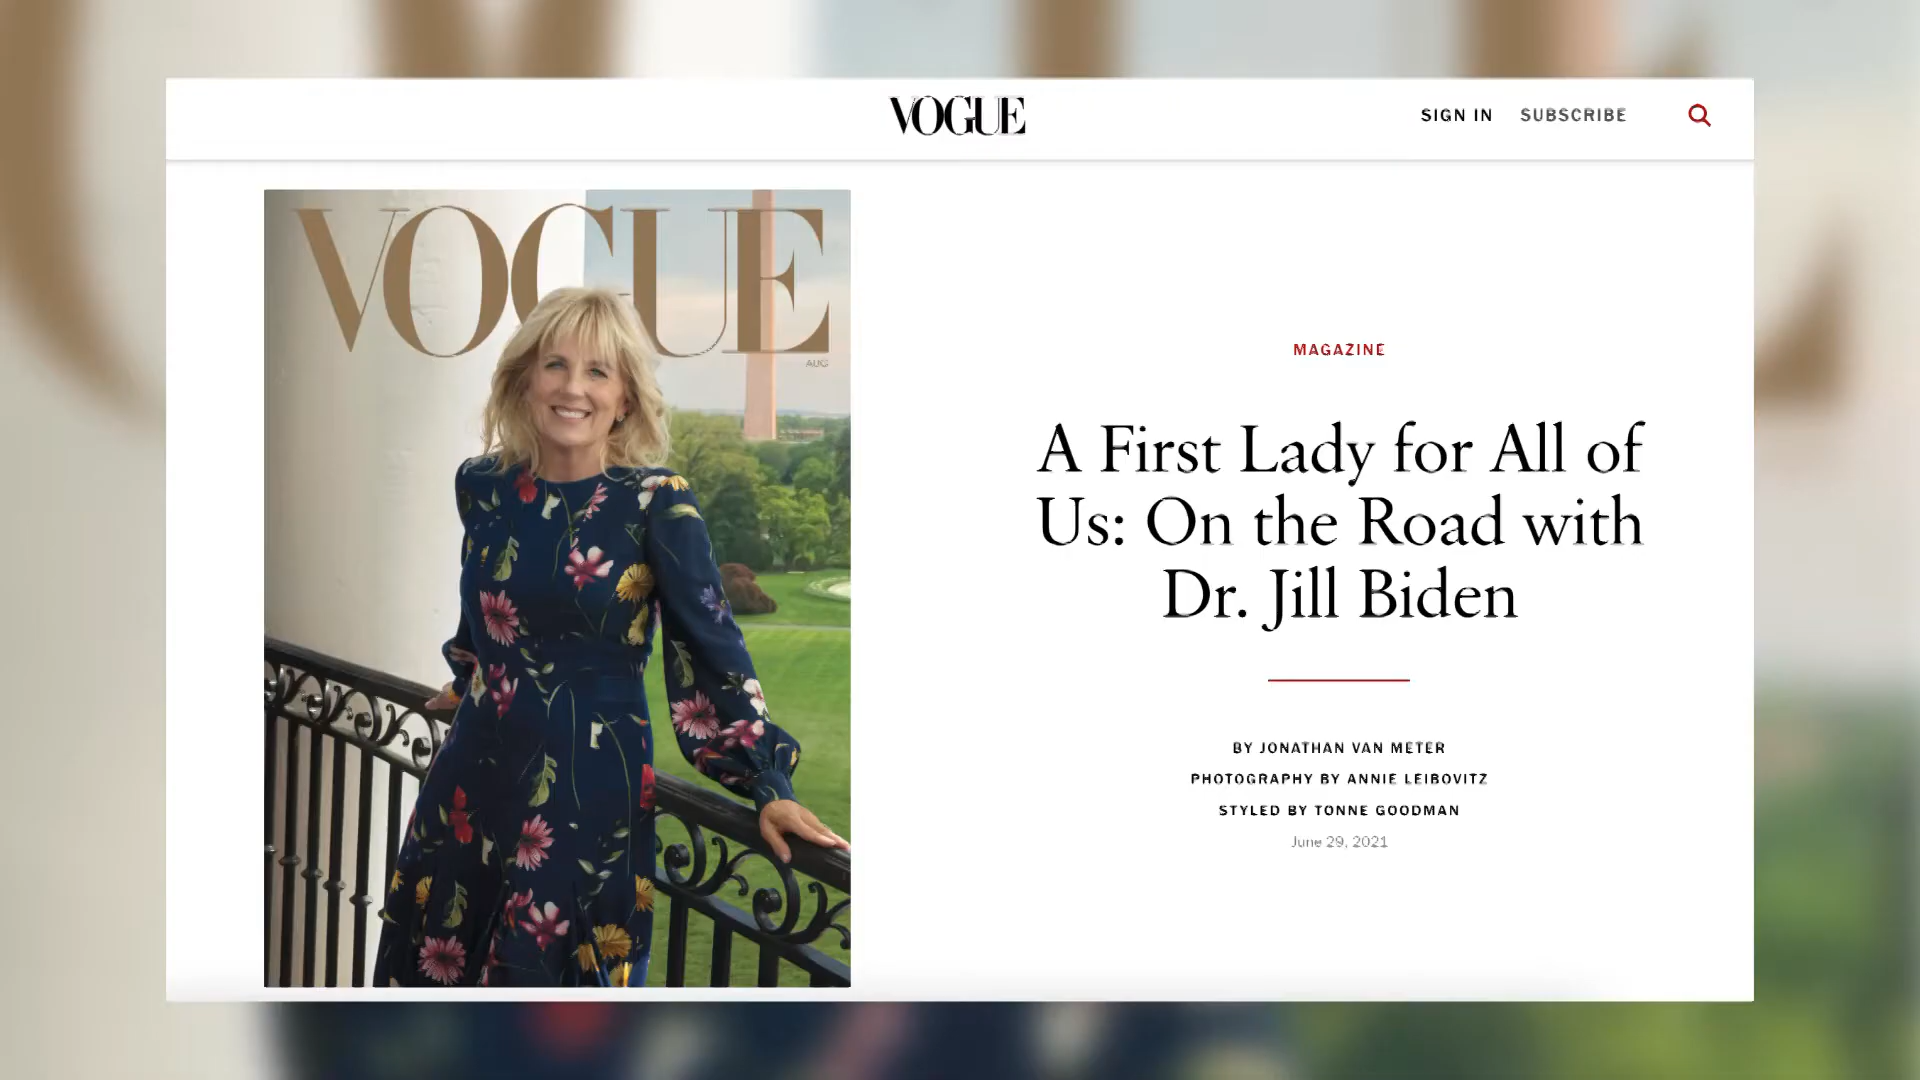 VOGUE
SIGN IN SUBSCRIBE
VOGUE
AUG
MAGAZINE
A First Lady for All of
Us: On the Road with
Dr. Jill Biden
BY JONATHAN VAN METER
PHOTOGRAPHY BY ANNIE LEIBOVITZ
STYLED BY TONNE GOODMAN
June 29, 2021